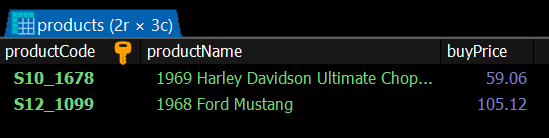 products (2r × 3c)
productCode productName buyPrice
S10_1678 1969 Harley Davidson Ultimate Chop... 59.06
S12_1099 1968 Ford Mustang 105.12